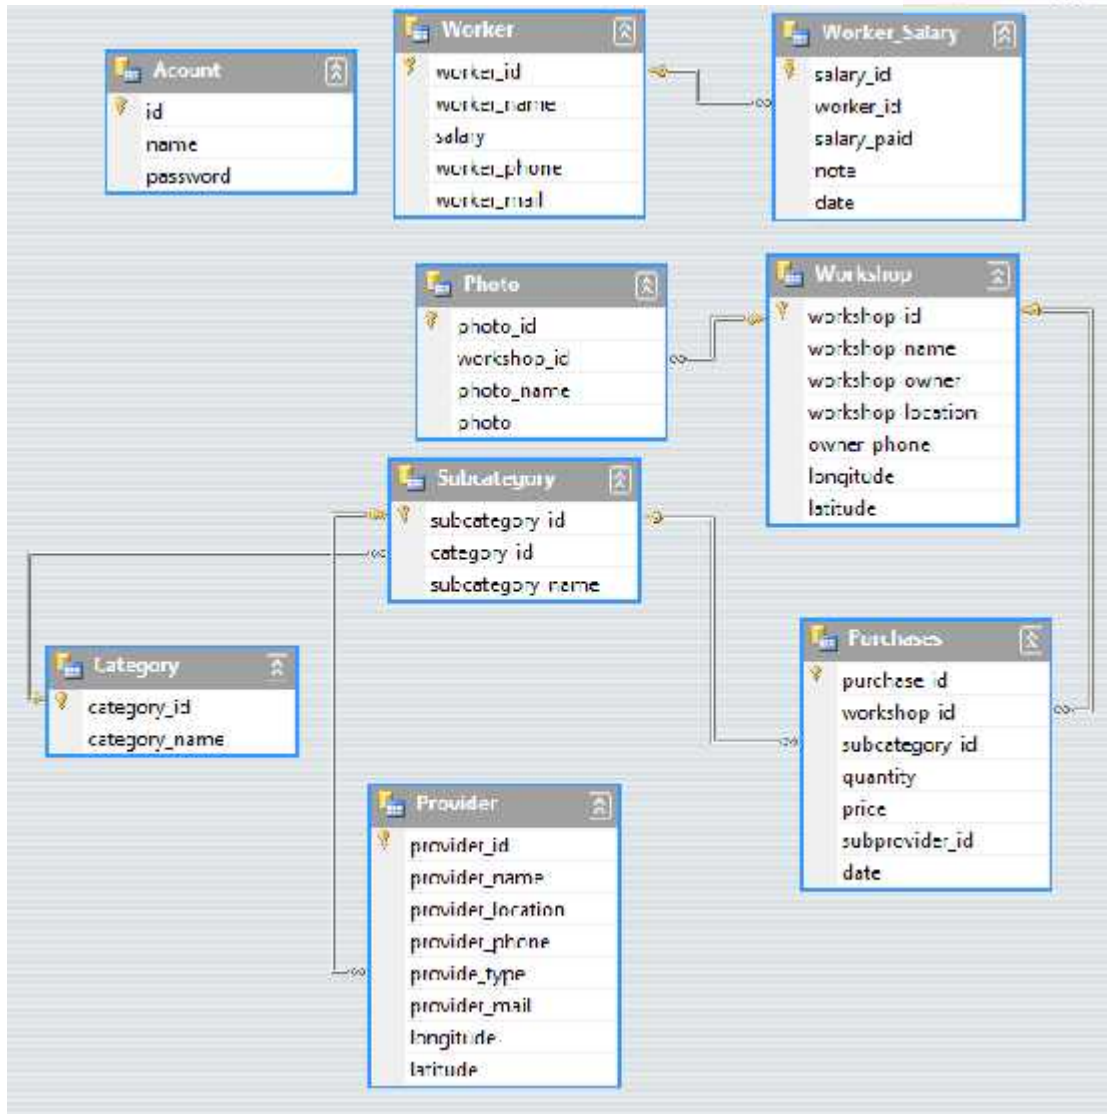 Acount
id
name
password
Worker
worker_id
worker_name
salary
worker_phone
worker_mail
Worker_Salary
salary_id
worker_id
salary_paid
note
date
Photo
photo_id
workshop_id
photo_name
photo
Workshop
workshop_id
workshop_name
workshop_owner
workshop_location
owner_phone
longitude
latitude
Subcategory
subcategory_id
category_id
subcategory_name
Category
category_id
category_name
Purchases
purchase_id
workshop_id
subcategory_id
quantity
price
subprovider_id
date
Provider
provider_id
provider_name
provider_location
provider_phone
provide_type
provider_mail
longitude
latitude